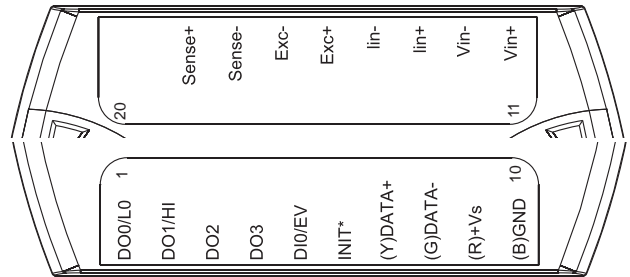 Sense+
Sense-
Exc-
Exc+
Iin-
Iin+
Vin-
Vin+
20
11
1
10
DO0/L0
DO1/HI
DO2
DO3
DI0/EV
INIT*
(Y)DATA+
(G)DATA-
(R)+Vs
(B)GND